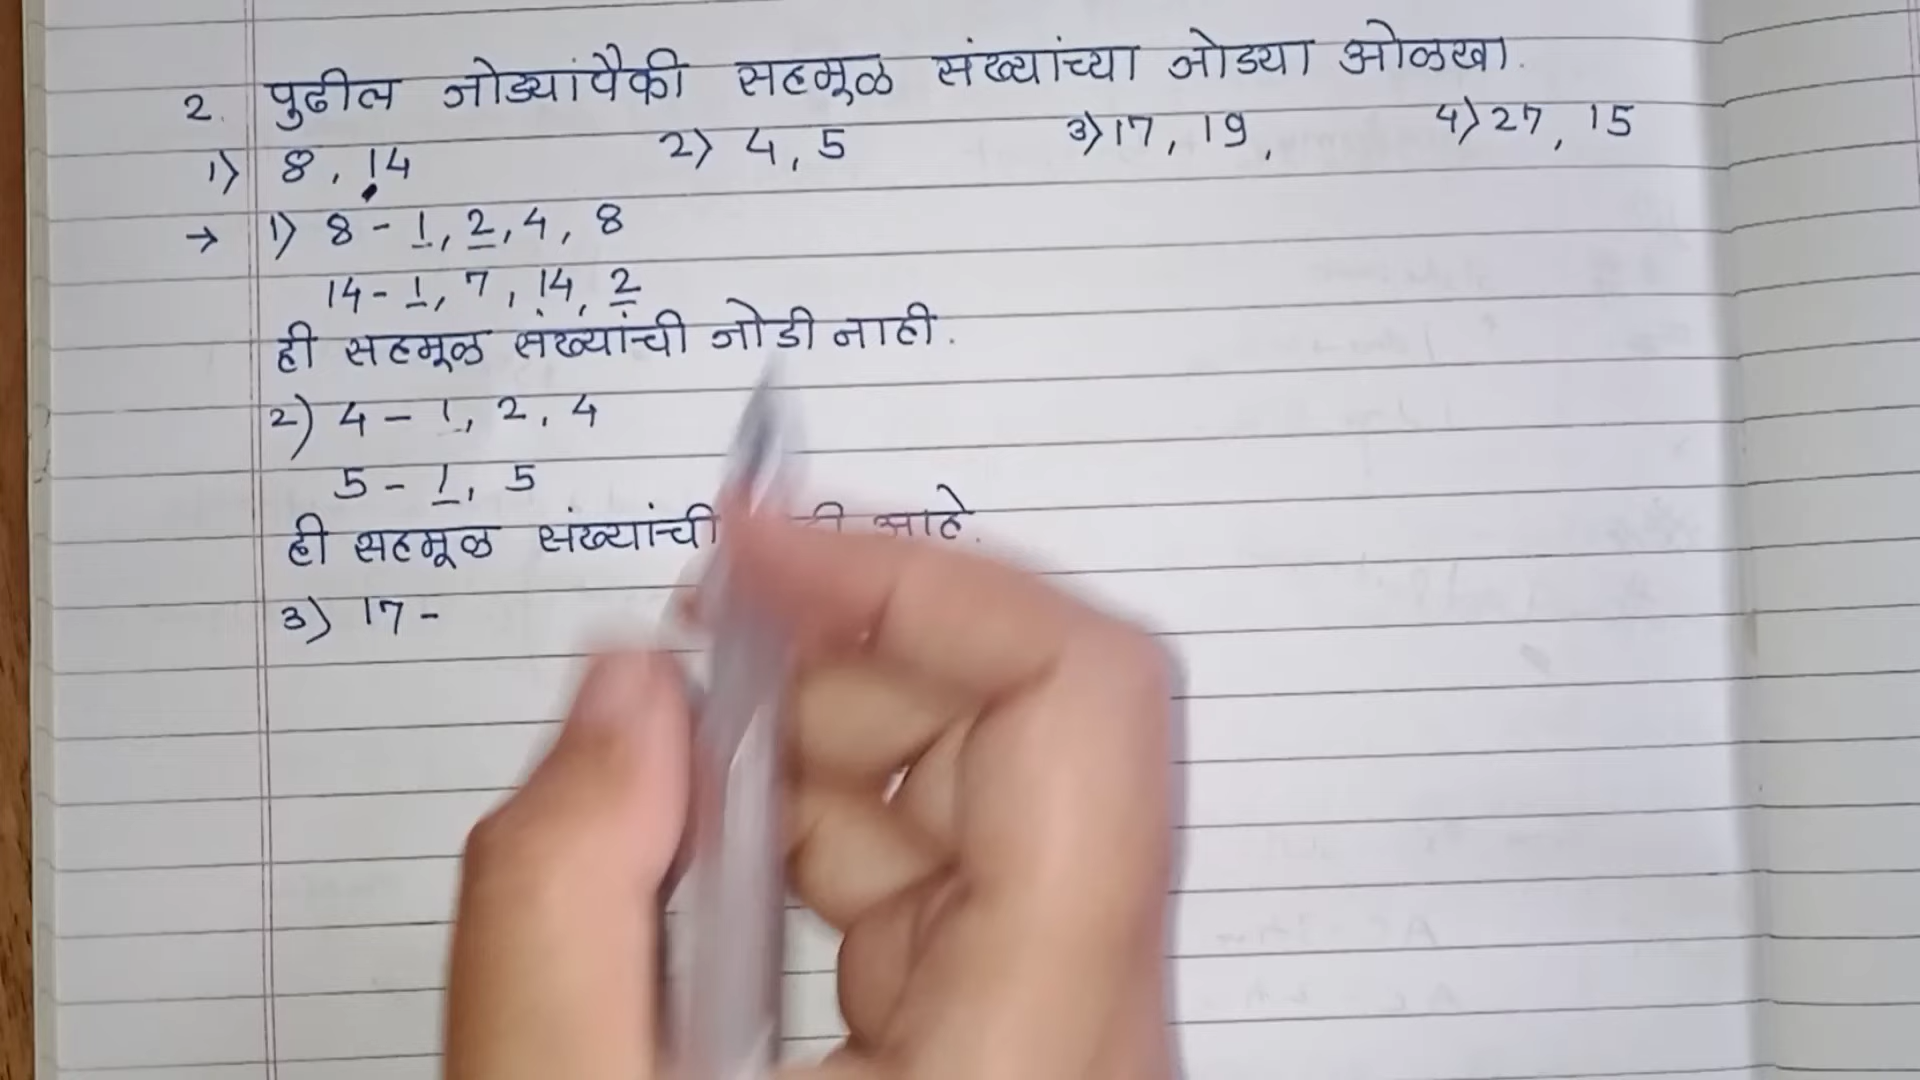 2. पुढील जोड्यांपैकी सहमूळ संख्यांच्या जोड्या ओळखा.
1) 8, 14 2) 4, 5 3) 17, 19, 4) 27, 15
→ 1) 8 - 1, 2, 4, 8
14 - 1, 7, 14, 2
ही सहमूळ संख्यांची जोडी नाही.
2) 4 - 1, 2, 4
5 - 1, 5
ही सहमूळ संख्यांची आहे.
3) 17 -